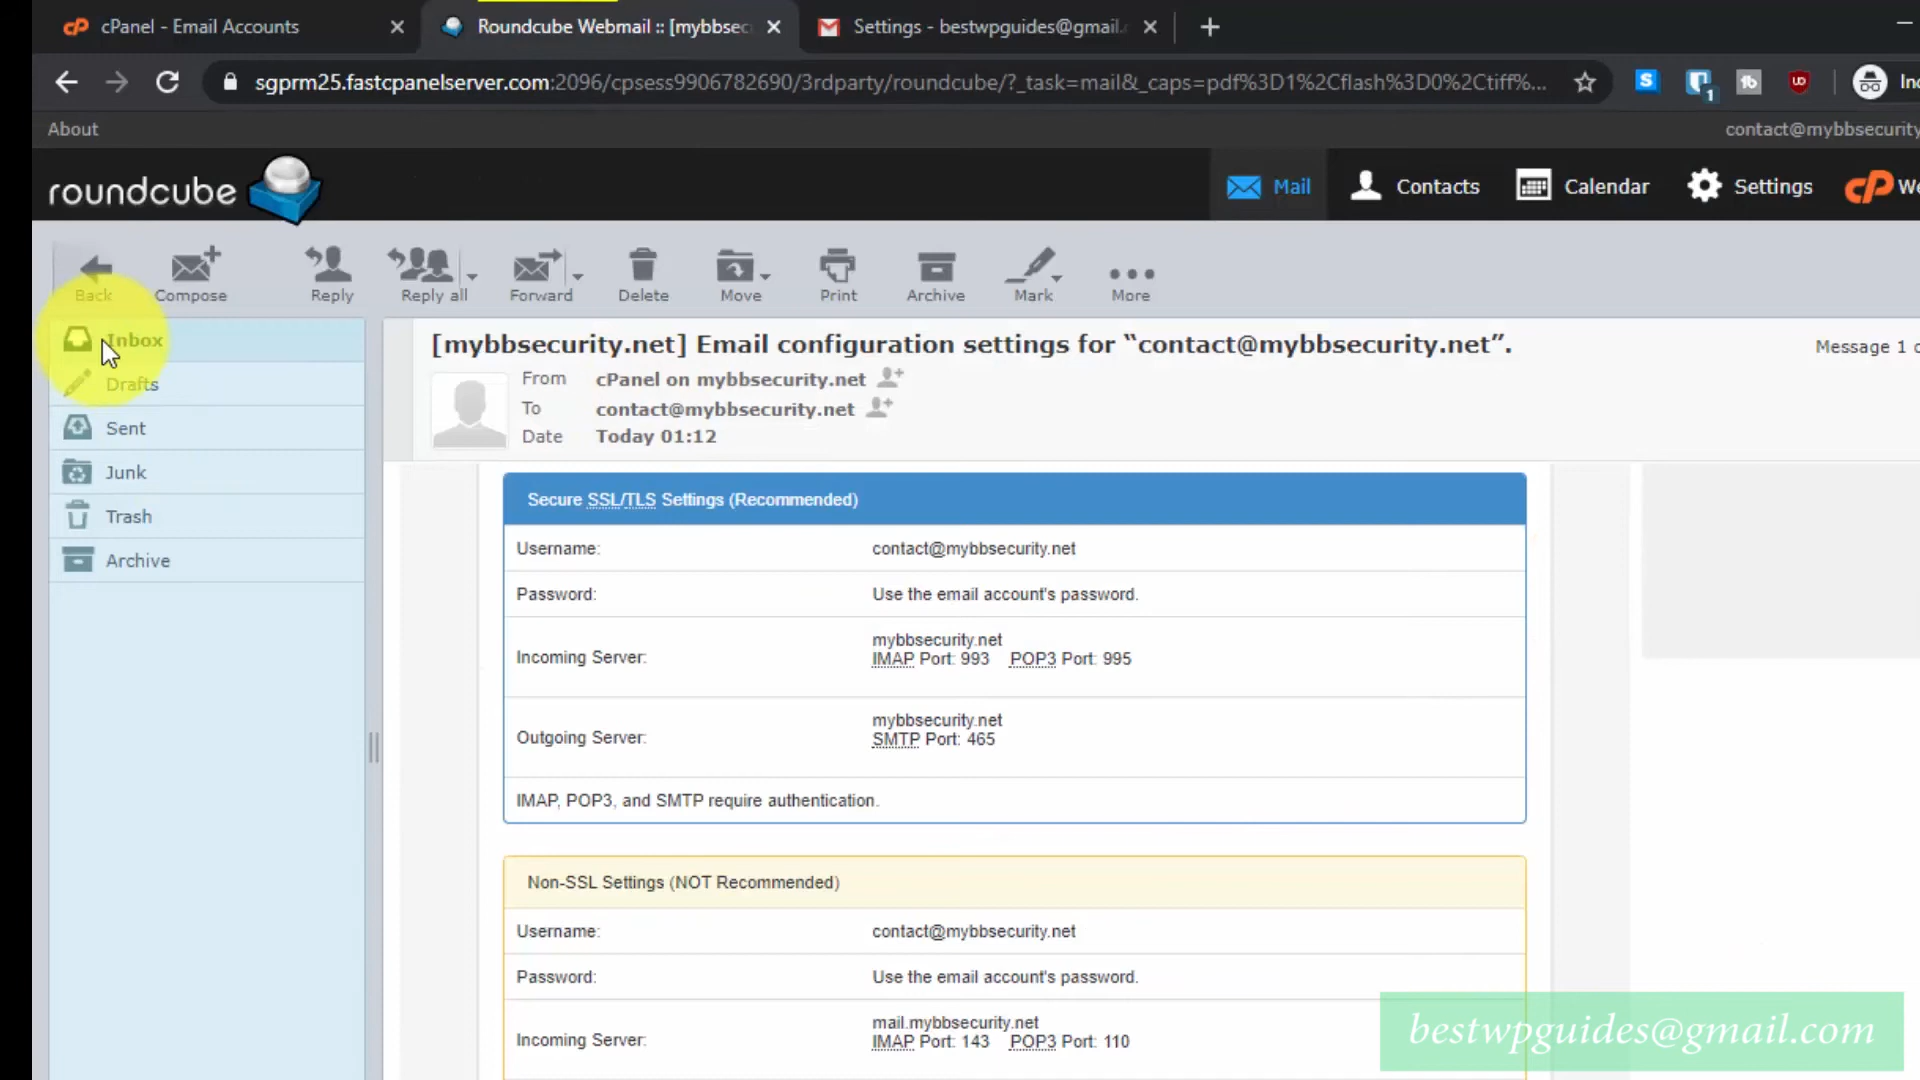 cPanel - Email Accounts
Roundcube Webmail :: [mybbsec
Settings - bestwpguides@gmail.
sgprm25.fastcpanelserver.com:2096/cpsess9906782690/3rdparty/roundcube/?_task=mail&_caps=pdf%3D1%2Cflash%3D0%2Ctiff%...
S
1
tb
UD
About
contact@mybbsecurity
roundcube
Mail
Contacts
Calendar
Settings
cP
Back
Compose
Reply
Reply all
Forward
Delete
Move
Print
Archive
Mark
More
Inbox
Drafts
Sent
Junk
Trash
Archive
[mybbsecurity.net] Email configuration settings for “contact@mybbsecurity.net”.
Message 1
From cPanel on mybbsecurity.net
To contact@mybbsecurity.net
Date Today 01:12
Secure SSL/TLS Settings (Recommended)
Username: contact@mybbsecurity.net
Password: Use the email account's password.
Incoming Server: mybbsecurity.net
IMAP Port: 993 POP3 Port: 995
Outgoing Server: mybbsecurity.net
SMTP Port: 465
IMAP, POP3, and SMTP require authentication.
Non-SSL Settings (NOT Recommended)
Username: contact@mybbsecurity.net
Password: Use the email account's password.
Incoming Server: mail.mybbsecurity.net
IMAP Port: 143 POP3 Port: 110
bestwpguides@gmail.com